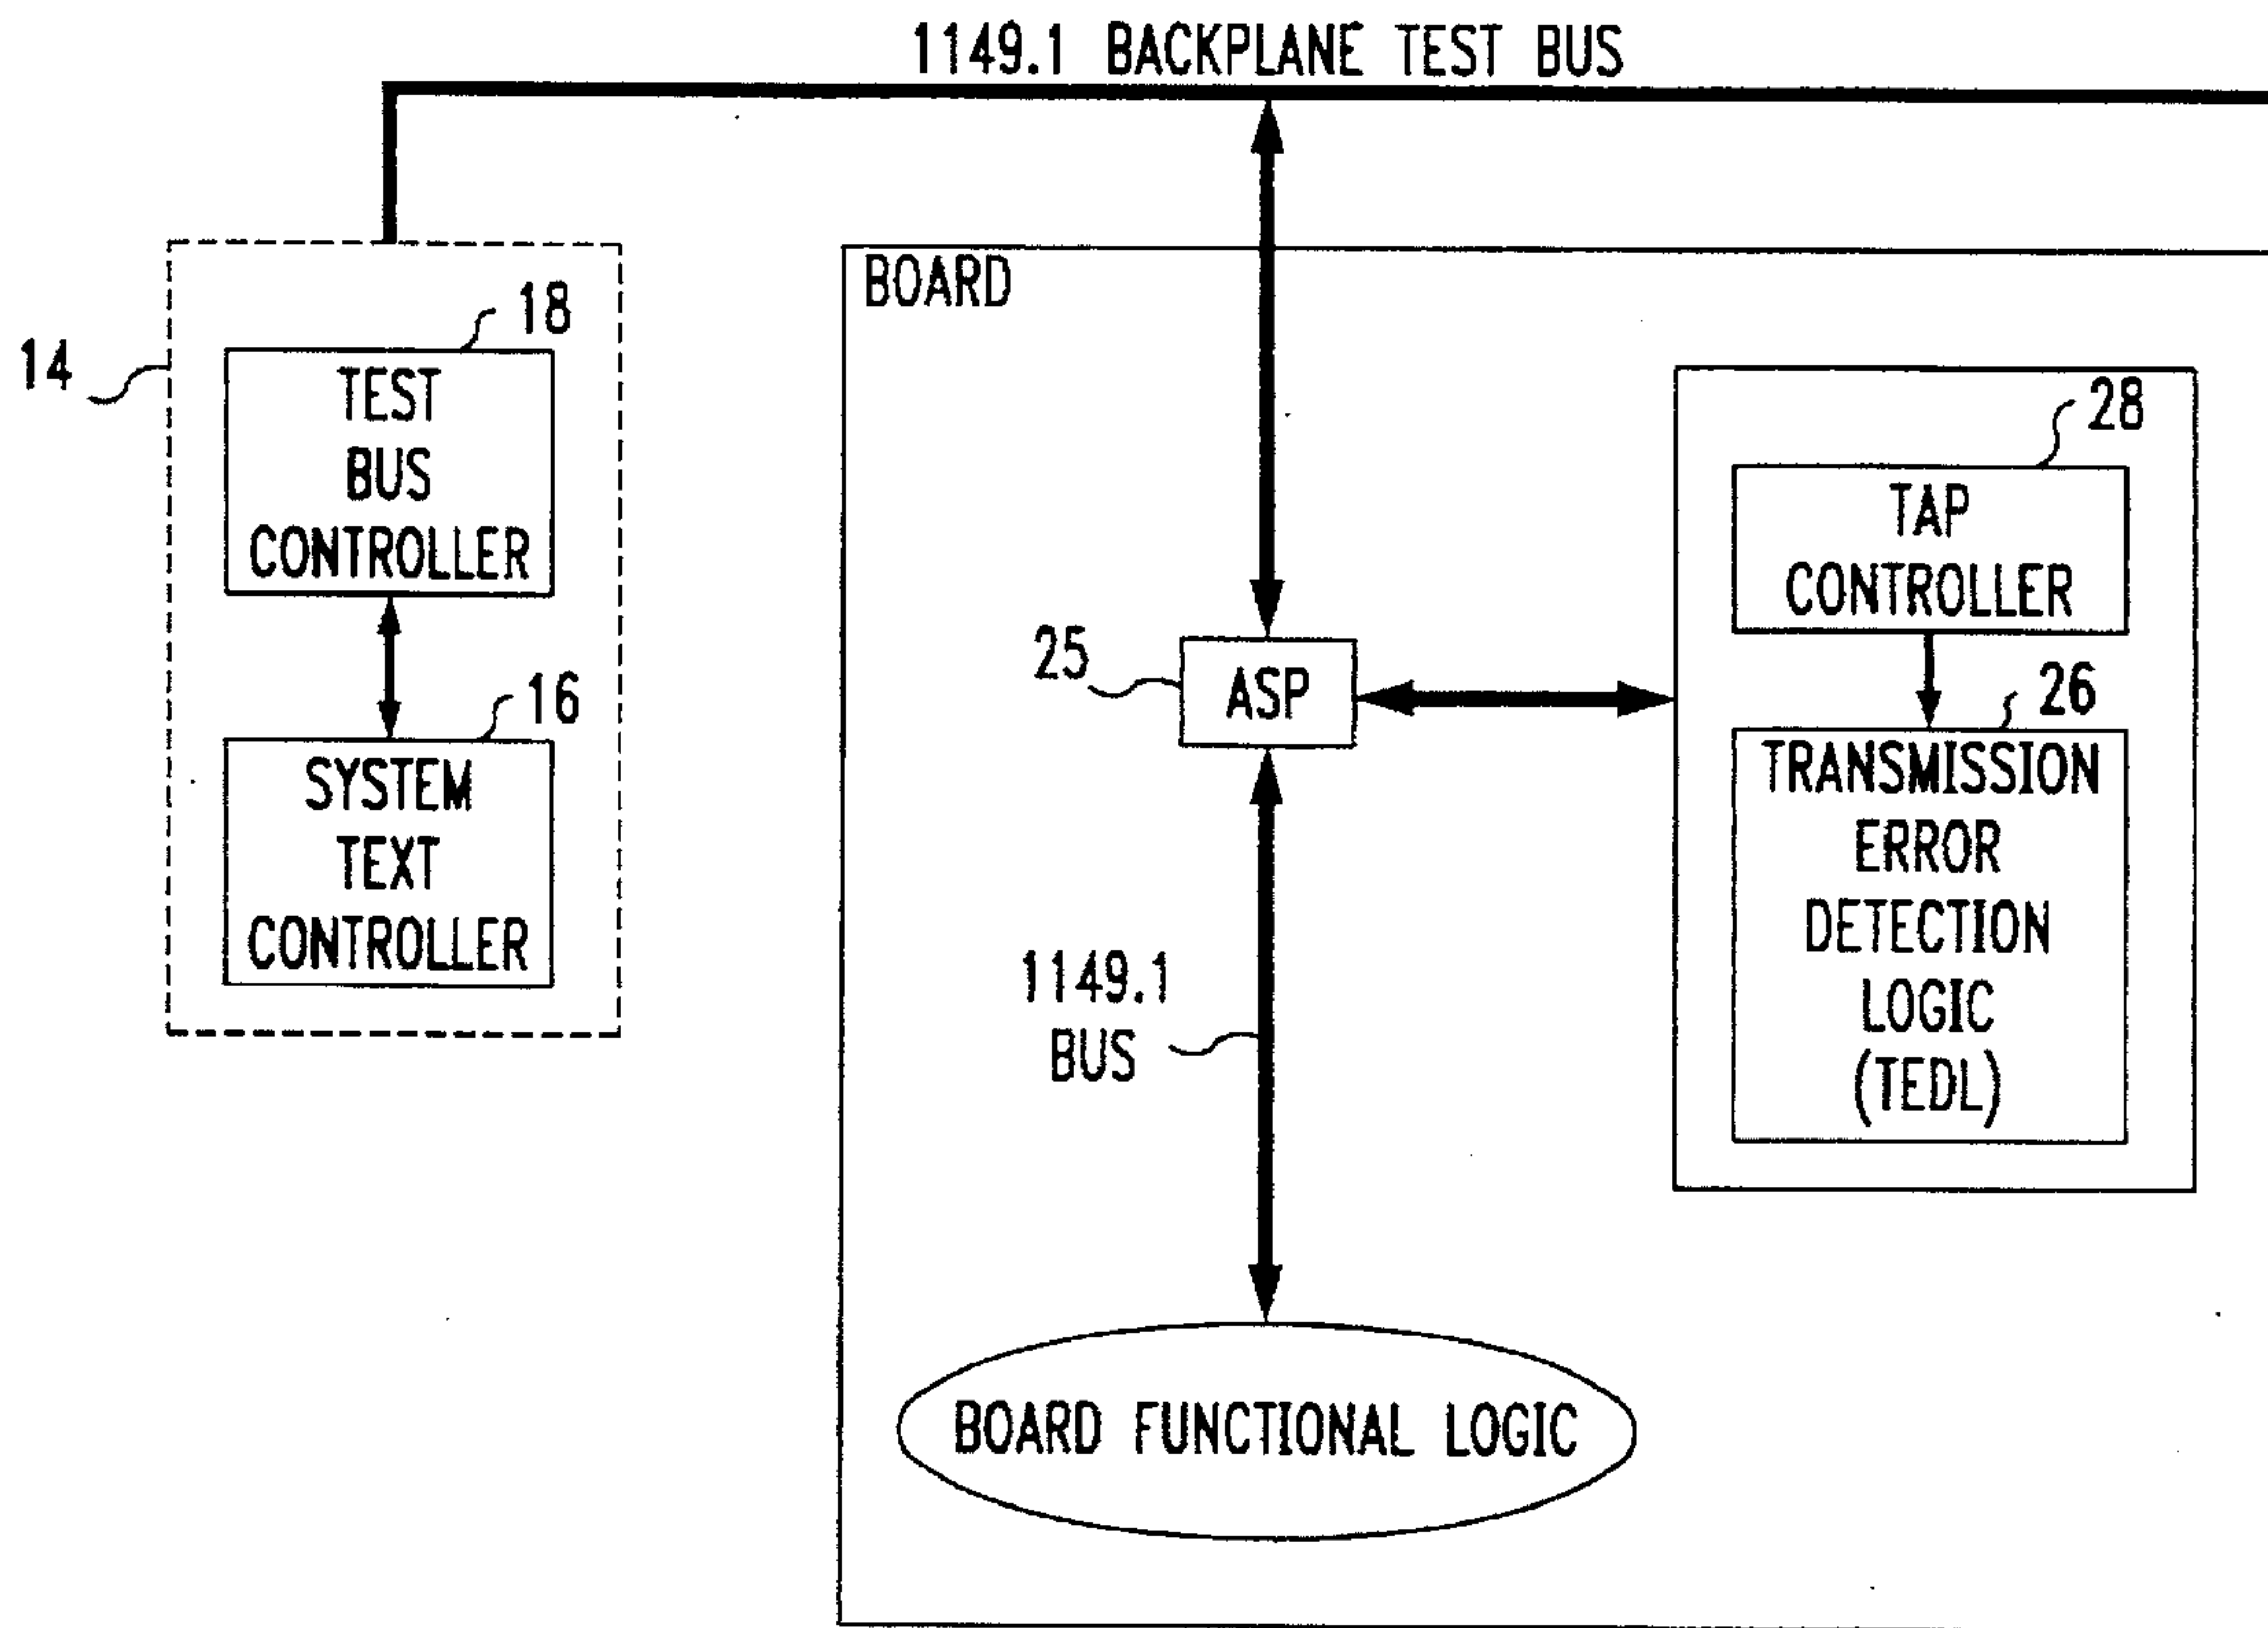 1149.1 BACKPLANE TEST BUS
14
18
TEST
BUS
CONTROLLER
16
SYSTEM
TEXT
CONTROLLER
BOARD
25
ASP
1149.1
BUS
28
TAP
CONTROLLER
26
TRANSMISSION
ERROR
DETECTION
LOGIC
(TEDL)
BOARD FUNCTIONAL LOGIC